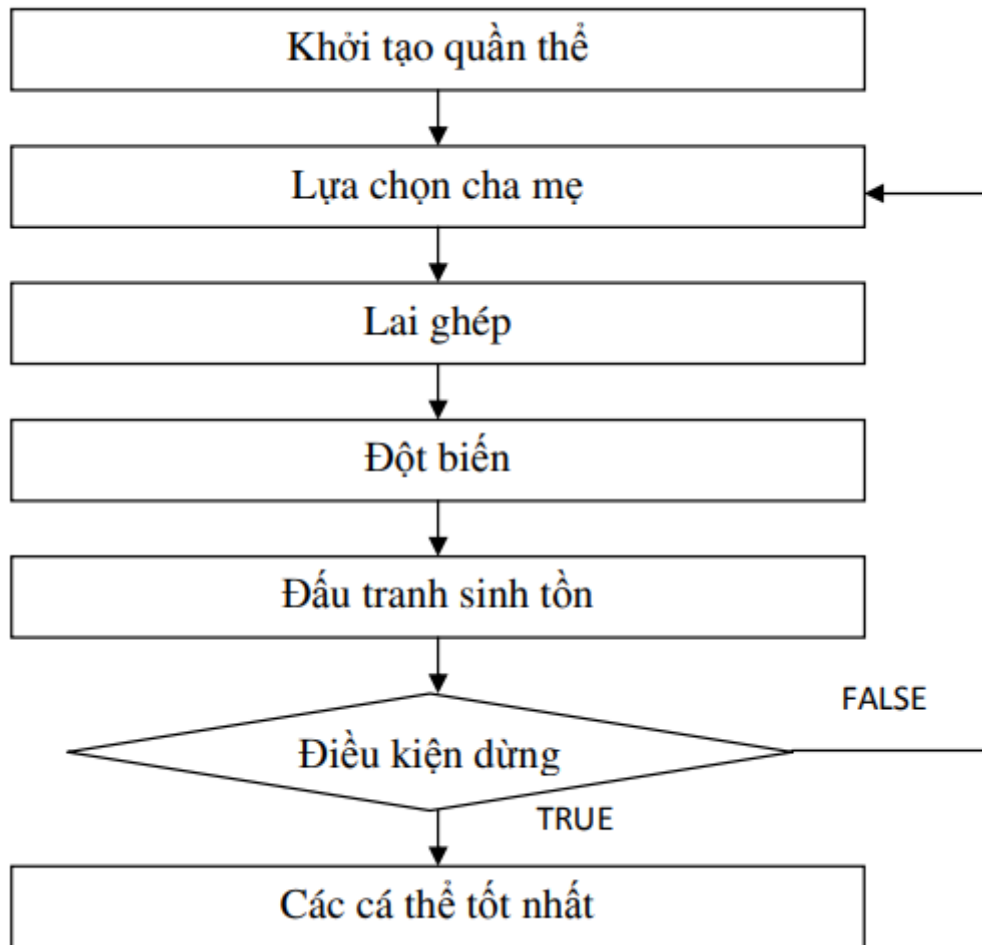 Khởi tạo quần thể
Lựa chọn cha mẹ
Lai ghép
Đột biến
Đấu tranh sinh tồn
FALSE
Điều kiện dừng
TRUE
Các cá thể tốt nhất